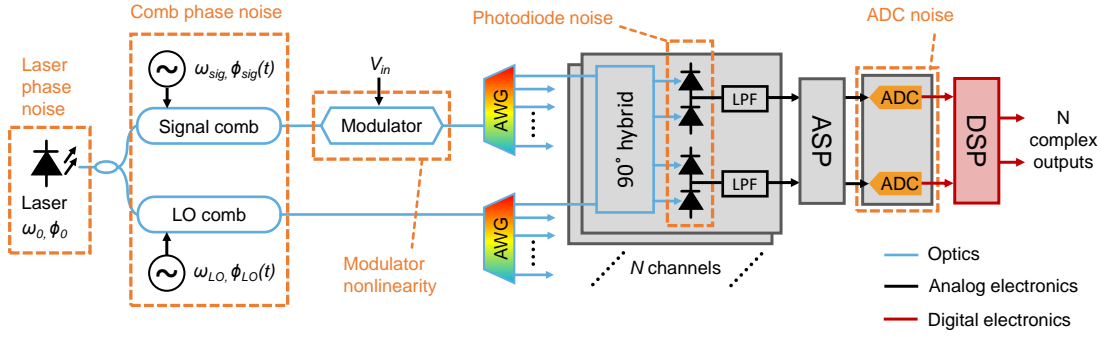 Comb phase noise
Photodiode noise
ADC noise
Laser
phase
noise
ω_sig, ϕ_sig(t)
V_in
Signal comb
Modulator
AWG
90° hybrid
LPF
LPF
ASP
ADC
ADC
DSP
N
complex
outputs
Laser
ω_0, ϕ_0
LO comb
AWG
ω_LO, ϕ_LO(t)
Modulator
nonlinearity
N channels
Optics
Analog electronics
Digital electronics